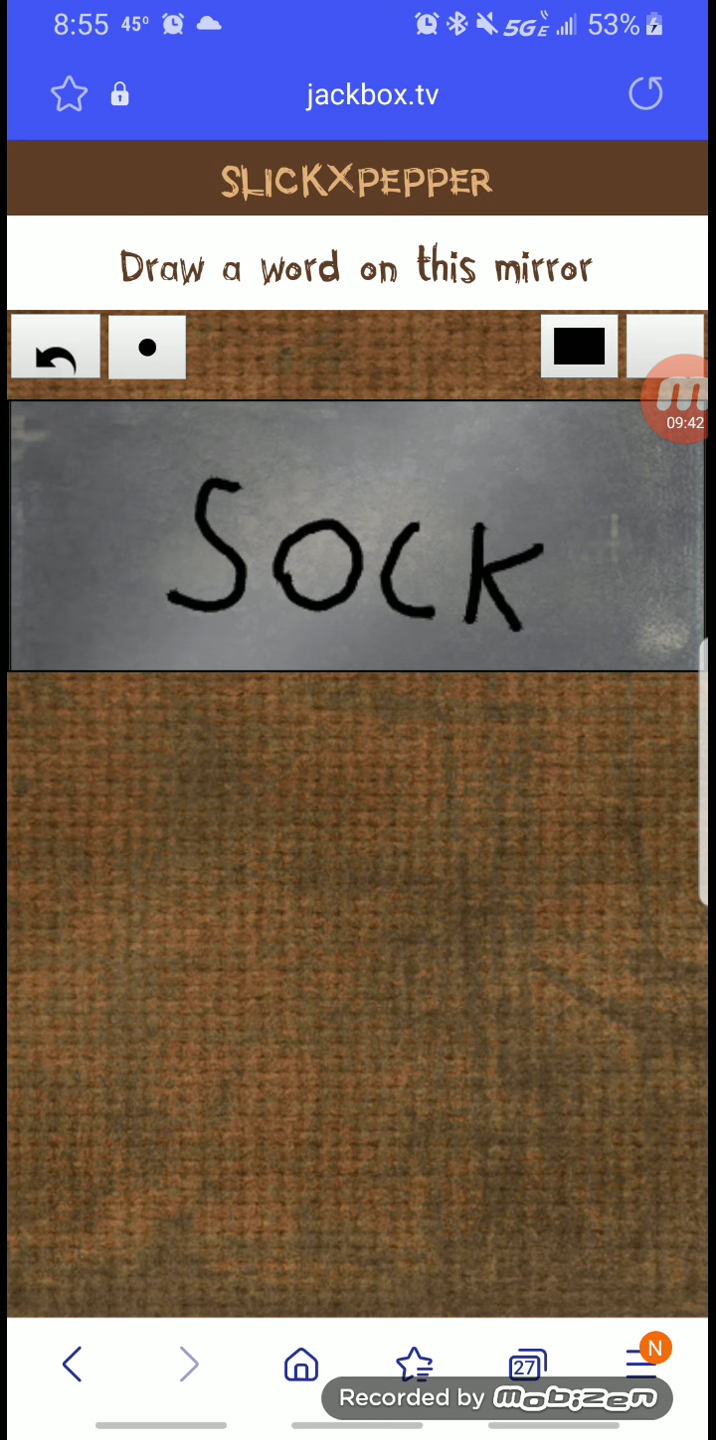 8:55 45° 5GE 53%
jackbox.tv
SLICKXPEPPER
Draw a word on this mirror
09:42
SOCK
27
N
Recorded by mobizen